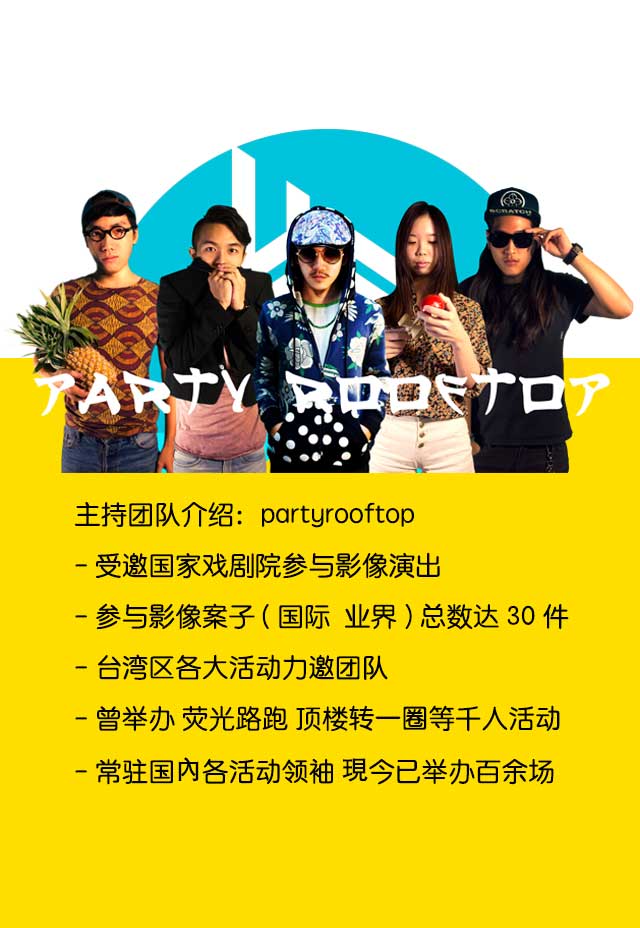 SCRATCH
PARTY ROOFTOP
主持团队介绍：partyrooftop
- 受邀国家戏剧院参与影像演出
- 参与影像案子 ( 国际 业界 ) 总数达 30 件
- 台湾区各大活动力邀团队
- 曾举办 荧光路跑 顶楼转一圈等千人活动
- 常驻国內各活动领袖 現今已举办百余场